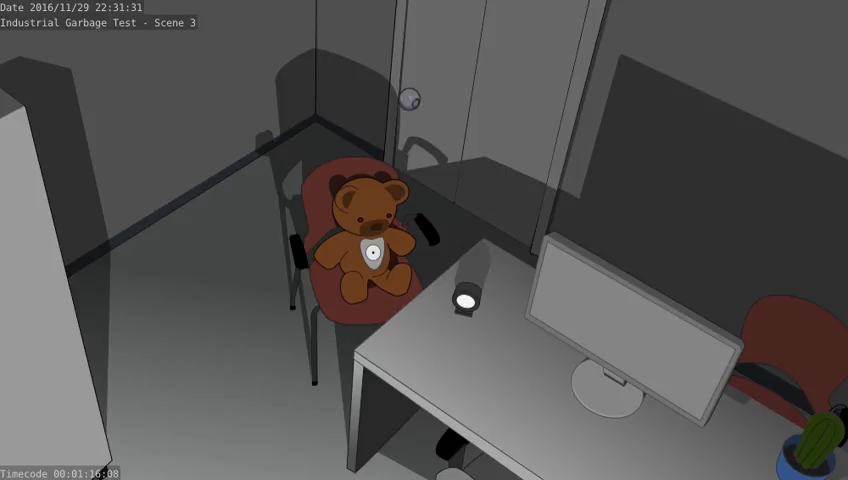 Date 2016/11/29 22:31:31
Industrial Garbage Test - Scene 3
Timecode 00:01:16:08